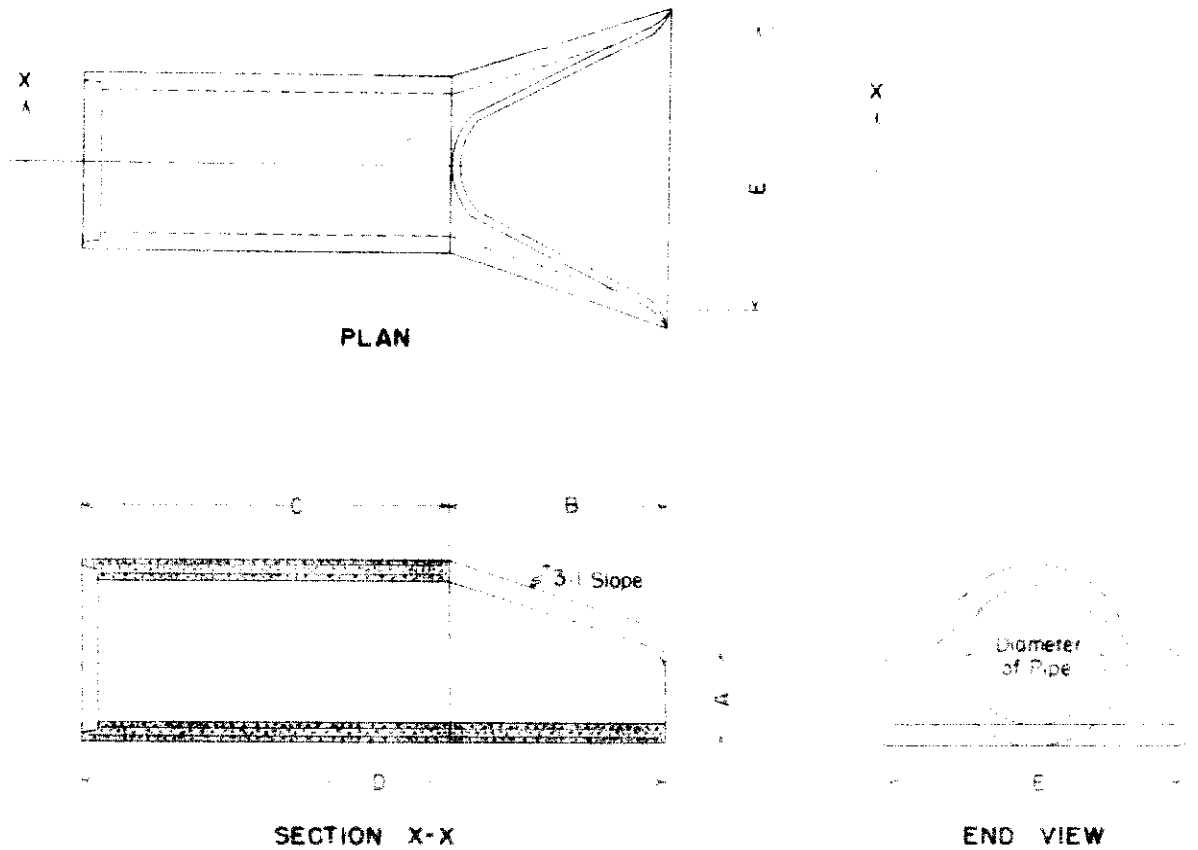 X
X
E
PLAN
C
B
3:1 Slope
A
Diameter
of Pipe
D
E
SECTION X-X
END VIEW